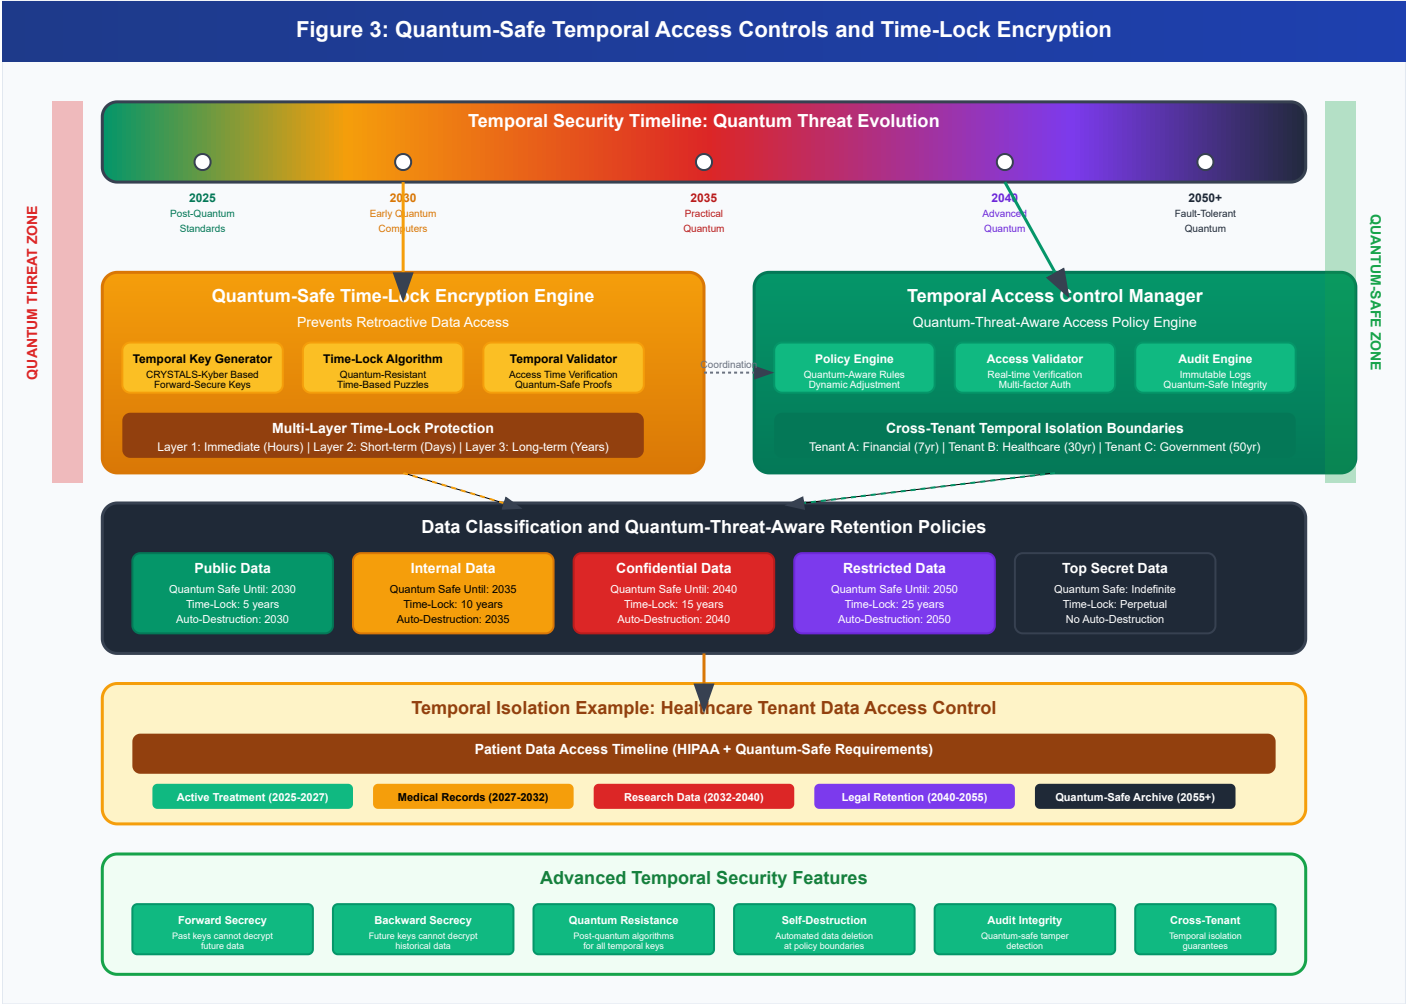 Figure 3: Quantum-Safe Temporal Access Controls and Time-Lock Encryption
QUANTUM THREAT ZONE
QUANTUM-SAFE ZONE
Temporal Security Timeline: Quantum Threat Evolution
2025
Post-Quantum
Standards
2030
Early Quantum
Computers
2035
Practical
Quantum
2040
Advanced
Quantum
2050+
Fault-Tolerant
Quantum
Quantum-Safe Time-Lock Encryption Engine
Prevents Retroactive Data Access
Temporal Key Generator
CRYSTALS-Kyber Based
Forward-Secure Keys
Time-Lock Algorithm
Quantum-Resistant
Time-Based Puzzles
Temporal Validator
Access Time Verification
Quantum-Safe Proofs
Multi-Layer Time-Lock Protection
Layer 1: Immediate (Hours) | Layer 2: Short-term (Days) | Layer 3: Long-term (Years)
Coordination
Temporal Access Control Manager
Quantum-Threat-Aware Access Policy Engine
Policy Engine
Quantum-Aware Rules
Dynamic Adjustment
Access Validator
Real-time Verification
Multi-factor Auth
Audit Engine
Immutable Logs
Quantum-Safe Integrity
Cross-Tenant Temporal Isolation Boundaries
Tenant A: Financial (7yr) | Tenant B: Healthcare (30yr) | Tenant C: Government (50yr)
Data Classification and Quantum-Threat-Aware Retention Policies
Public Data
Quantum Safe Until: 2030
Time-Lock: 5 years
Auto-Destruction: 2030
Internal Data
Quantum Safe Until: 2035
Time-Lock: 10 years
Auto-Destruction: 2035
Confidential Data
Quantum Safe Until: 2040
Time-Lock: 15 years
Auto-Destruction: 2040
Restricted Data
Quantum Safe Until: 2050
Time-Lock: 25 years
Auto-Destruction: 2050
Top Secret Data
Quantum Safe: Indefinite
Time-Lock: Perpetual
No Auto-Destruction
Temporal Isolation Example: Healthcare Tenant Data Access Control
Patient Data Access Timeline (HIPAA + Quantum-Safe Requirements)
Active Treatment (2025-2027)
Medical Records (2027-2032)
Research Data (2032-2040)
Legal Retention (2040-2055)
Quantum-Safe Archive (2055+)
Advanced Temporal Security Features
Forward Secrecy
Past keys cannot decrypt
future data
Backward Secrecy
Future keys cannot decrypt
historical data
Quantum Resistance
Post-quantum algorithms
for all temporal keys
Self-Destruction
Automated data deletion
at policy boundaries
Audit Integrity
Quantum-safe tamper
detection
Cross-Tenant
Temporal isolation
guarantees